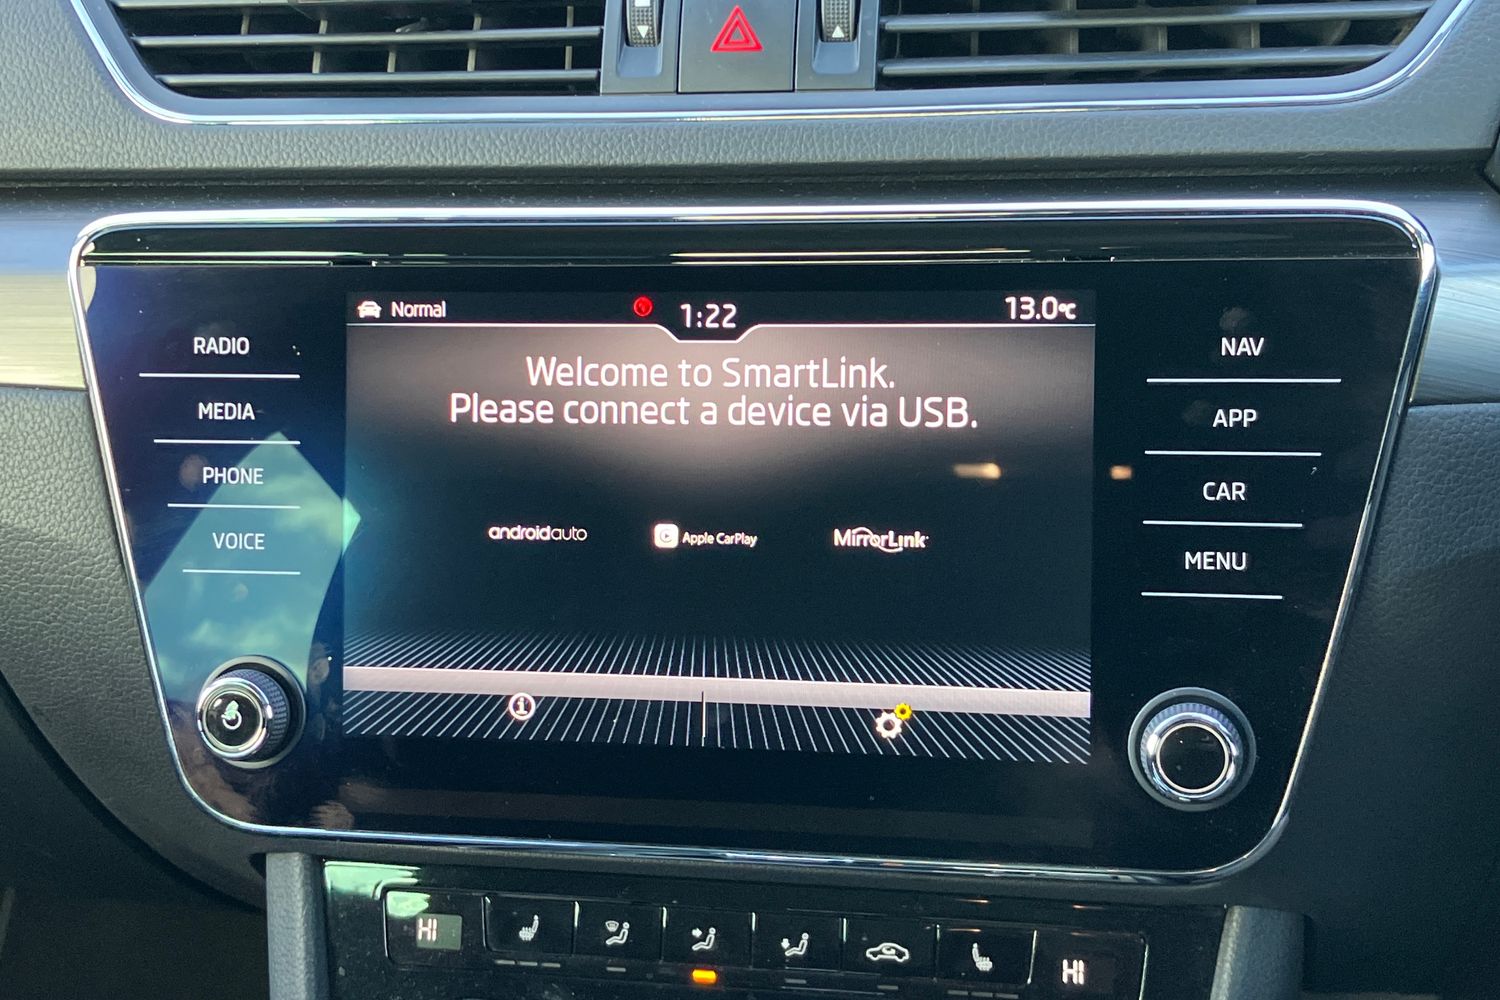 Normal
1:22
13.0°C
RADIO
MEDIA
PHONE
VOICE
Welcome to SmartLink.
Please connect a device via USB.
androidauto
Apple CarPlay
MirrorLink
NAV
APP
CAR
MENU
HI
HI